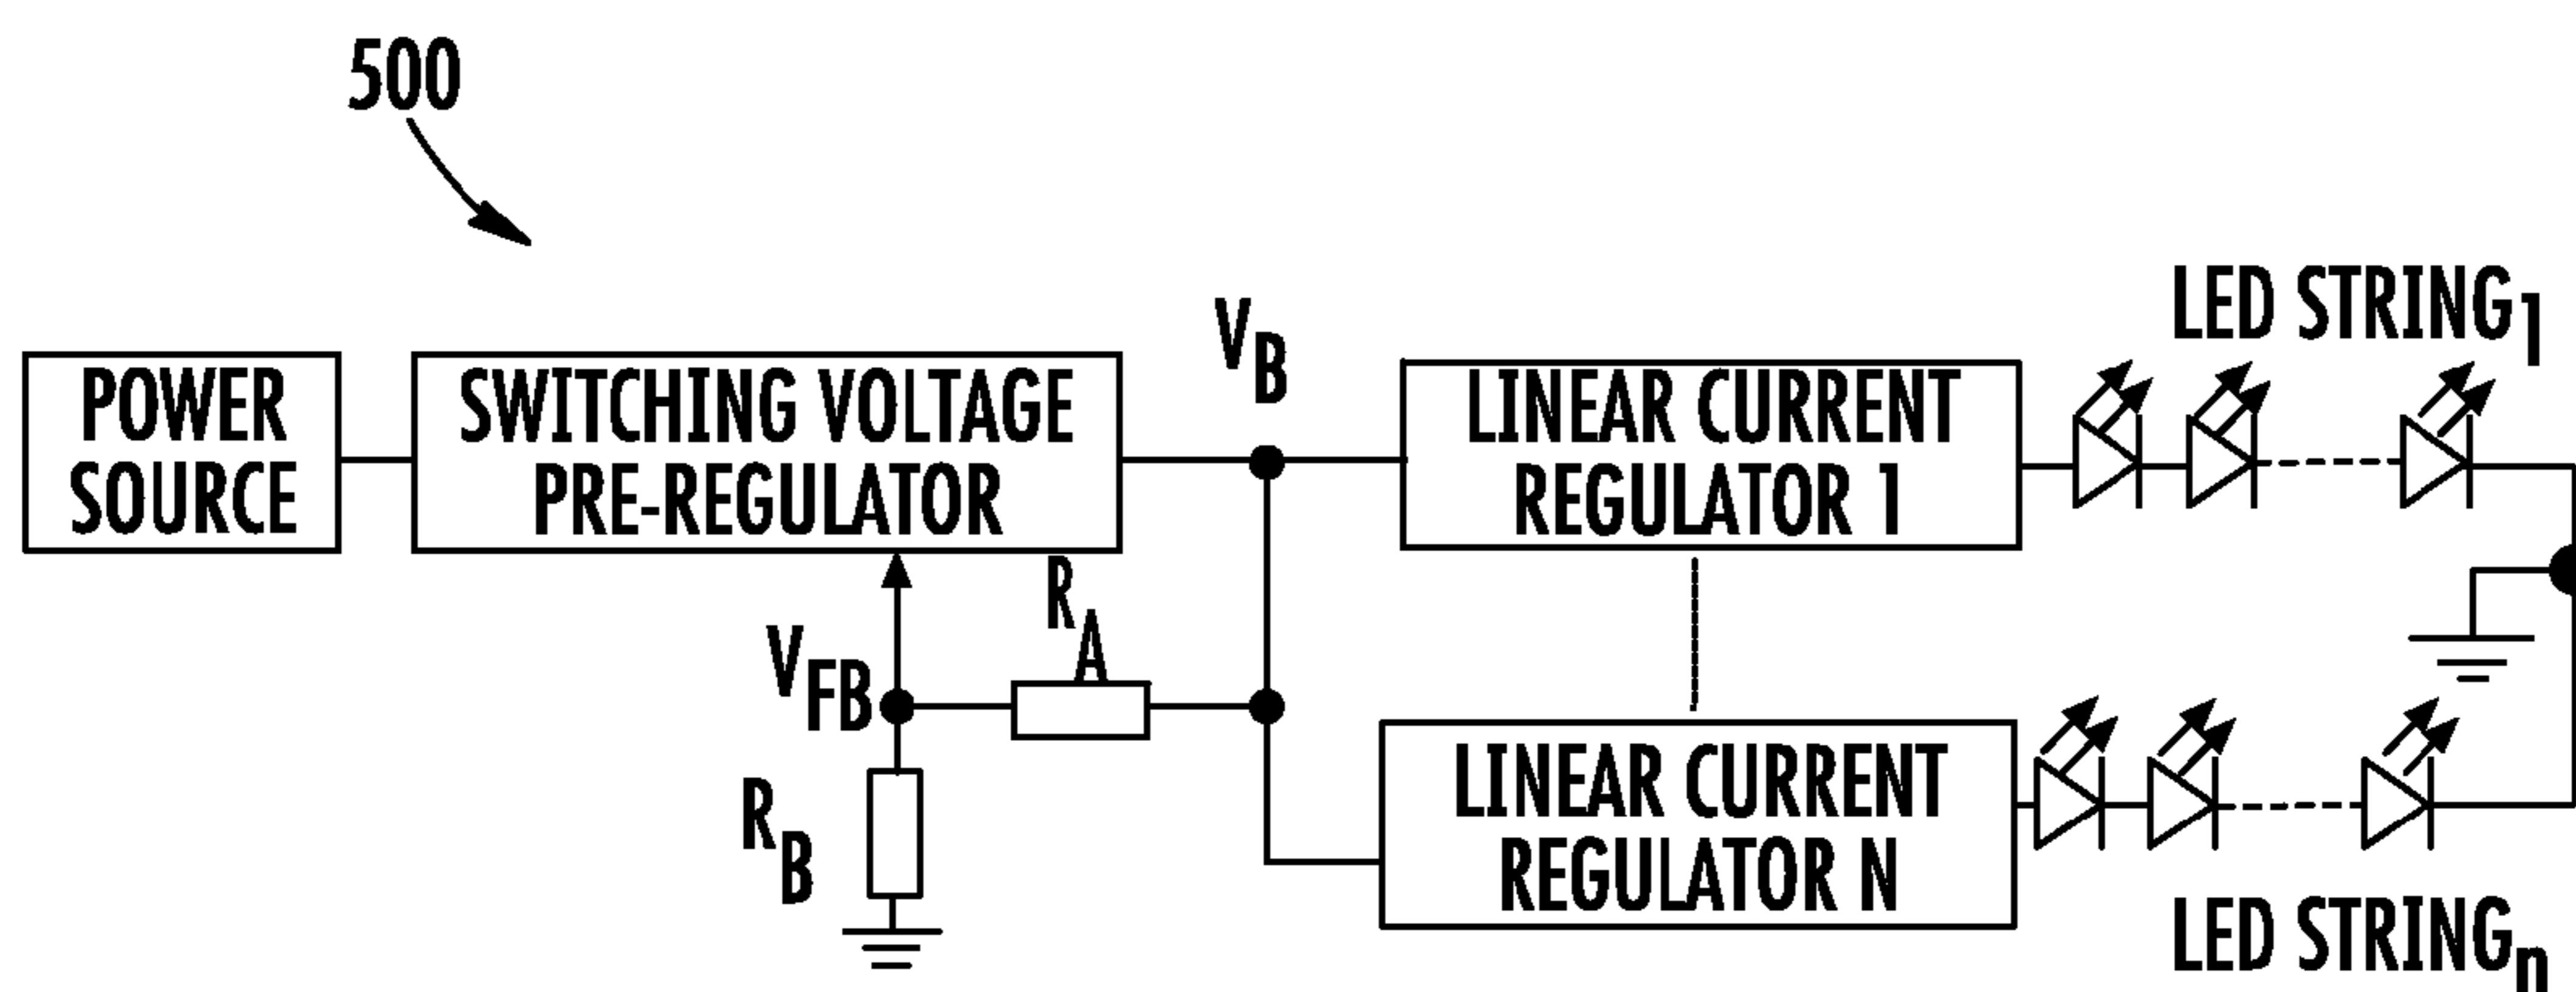 500
POWER
SOURCE
SWITCHING VOLTAGE
PRE-REGULATOR
VB
LINEAR CURRENT
REGULATOR 1
LED STRING1
VFB
RA
RB
LINEAR CURRENT
REGULATOR N
LED STRINGn